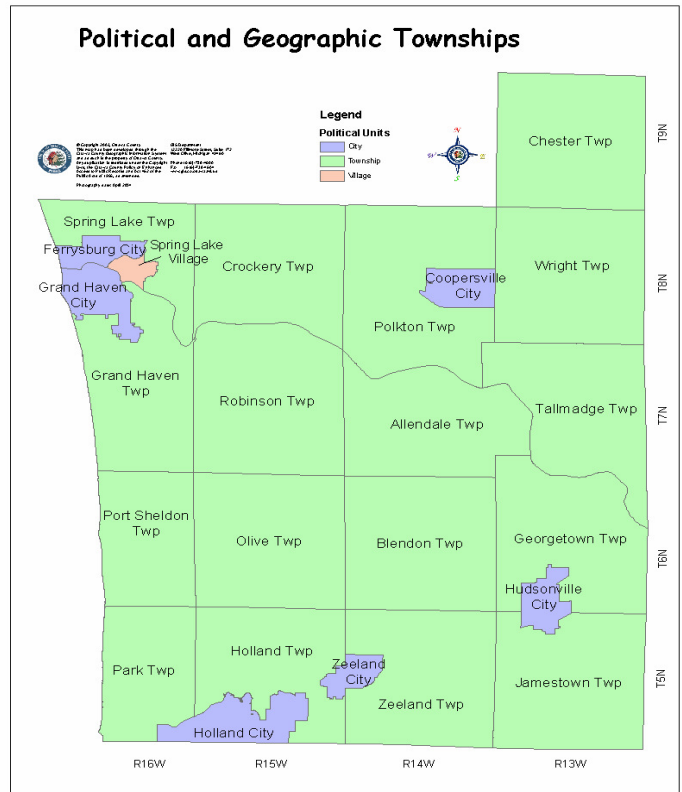 Political and Geographic Townships
Legend
Political Units
City
Township
Village
N
W
E
S
Chester Twp
T9N
Spring Lake Twp
Ferrysburg City
Spring Lake
Village
Grand Haven
City
Crockery Twp
Coopersville
City
Polkton Twp
Wright Twp
T8N
Grand Haven
Twp
Robinson Twp
Allendale Twp
Tallmadge Twp
T7N
Port Sheldon
Twp
Olive Twp
Blendon Twp
Georgetown Twp
Hudsonville
City
T6N
Park Twp
Holland Twp
Zeeland
City
Holland City
Zeeland Twp
Jamestown Twp
T5N
R16W
R15W
R14W
R13W